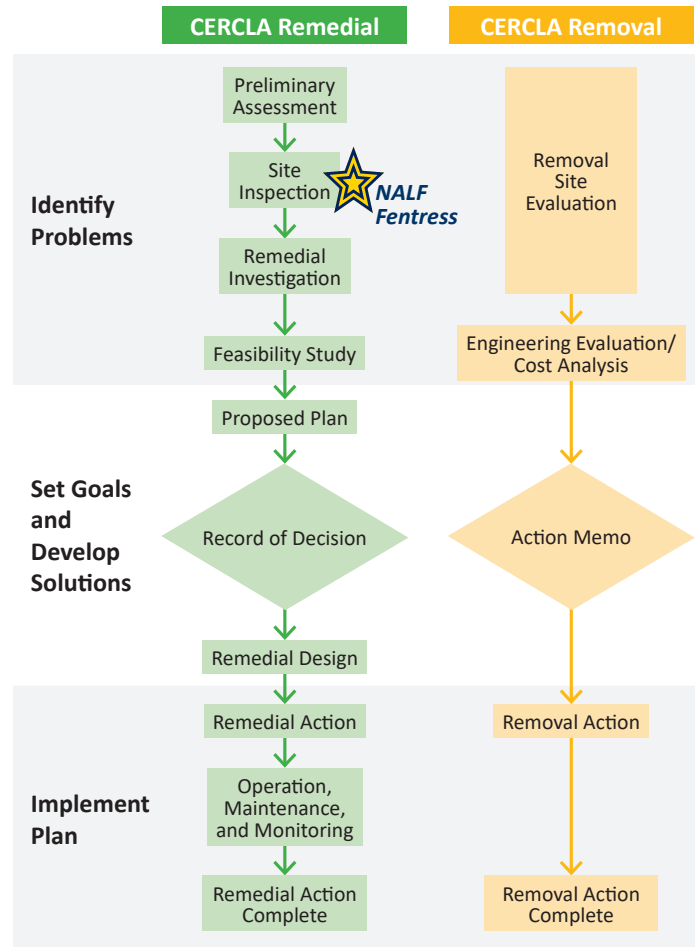 CERCLA Remedial
CERCLA Removal
Identify
Problems
Preliminary
Assessment
Site
Inspection
NALF
Fentress
Remedial
Investigation
Feasibility Study
Removal
Site
Evaluation
Engineering Evaluation/
Cost Analysis
Set Goals
and
Develop
Solutions
Proposed Plan
Record of Decision
Remedial Design
Action Memo
Implement
Plan
Remedial Action
Operation,
Maintenance,
and Monitoring
Remedial Action
Complete
Removal Action
Removal Action
Complete